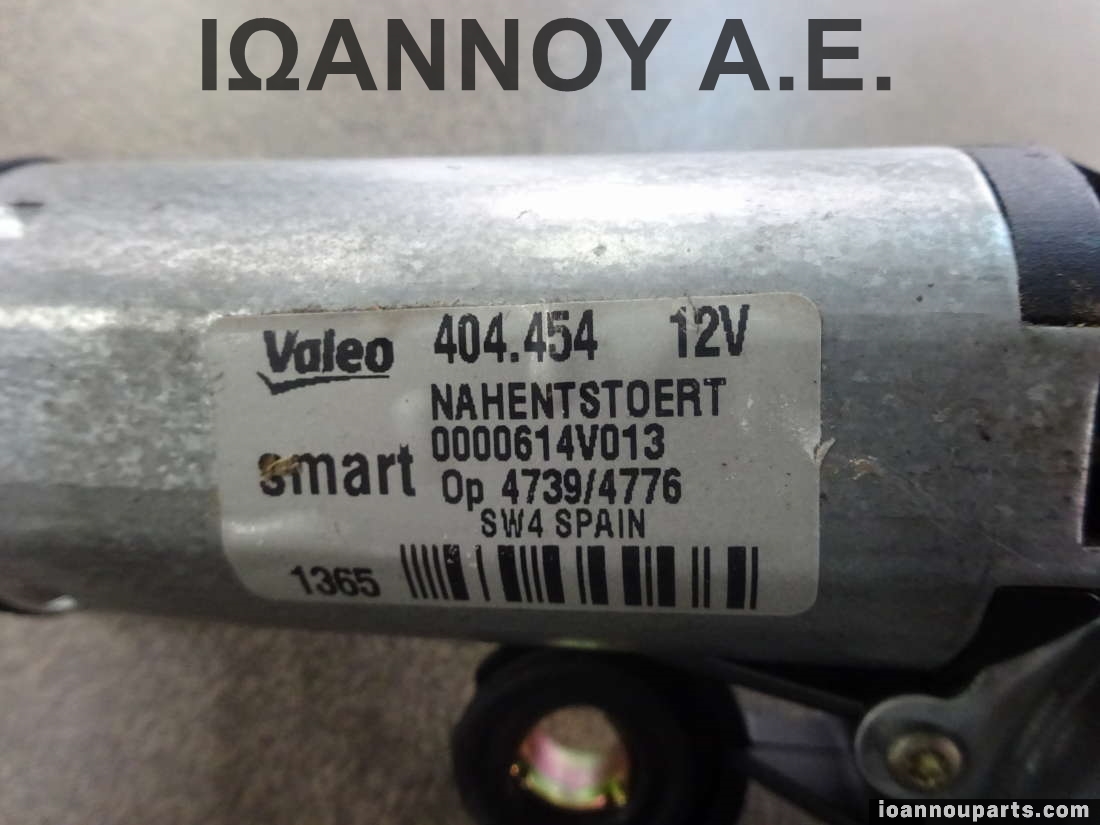 ΙΩΑΝΝΟΥ Α.Ε.
Valeo 404.454 12V
NAHENTSTOERT
0000614V013
smart Op 4739/4776
SW4 SPAIN
1365
ioannouparts.com